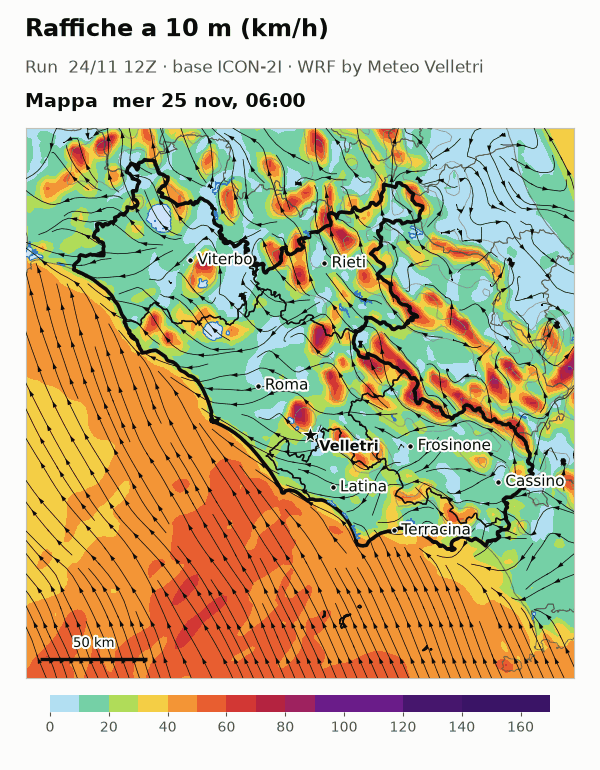 Raffiche a 10 m (km/h)
Run 24/11 12Z · base ICON-2I · WRF by Meteo Velletri
Mappa mer 25 nov, 06:00
Viterbo
Rieti
Roma
Velletri
Frosinone
Latina
Cassino
Terracina
50 km
0 20 40 60 80 100 120 140 160